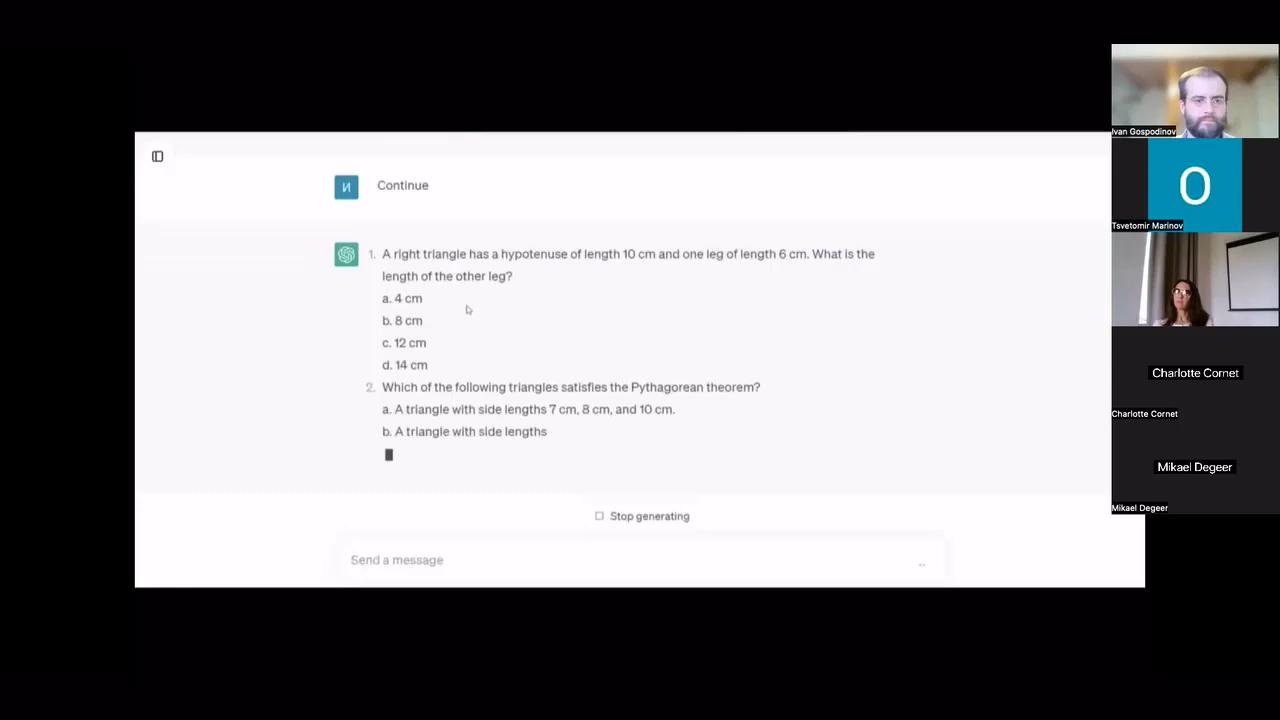 И
Continue
1. A right triangle has a hypotenuse of length 10 cm and one leg of length 6 cm. What is the
length of the other leg?
a. 4 cm
b. 8 cm
c. 12 cm
d. 14 cm
2. Which of the following triangles satisfies the Pythagorean theorem?
a. A triangle with side lengths 7 cm, 8 cm, and 10 cm.
b. A triangle with side lengths
Stop generating
Send a message
Ivan Gospodinov
O
Tsvetomir Marinov
Charlotte Cornet
Charlotte Cornet
Mikael Degeer
Mikael Degeer